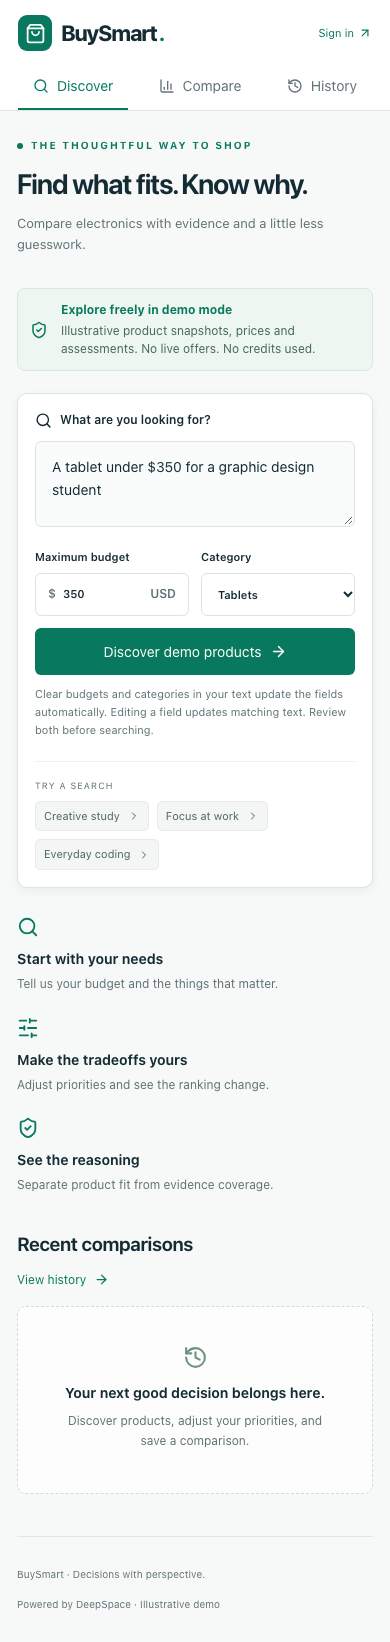 BuySmart.
Sign in
Discover
Compare
History
THE THOUGHTFUL WAY TO SHOP
Find what fits. Know why.
Compare electronics with evidence and a little less
guesswork.
Explore freely in demo mode
Illustrative product snapshots, prices and
assessments. No live offers. No credits used.
What are you looking for?
A tablet under $350 for a graphic design
student
Maximum budget
Category
$ 350 USD
Tablets
Discover demo products
Clear budgets and categories in your text update the fields
automatically. Editing a field updates matching text. Review
both before searching.
TRY A SEARCH
Creative study
Focus at work
Everyday coding
Start with your needs
Tell us your budget and the things that matter.
Make the tradeoffs yours
Adjust priorities and see the ranking change.
See the reasoning
Separate product fit from evidence coverage.
Recent comparisons
View history
Your next good decision belongs here.
Discover products, adjust your priorities, and
save a comparison.
BuySmart · Decisions with perspective.
Powered by DeepSpace · Illustrative demo